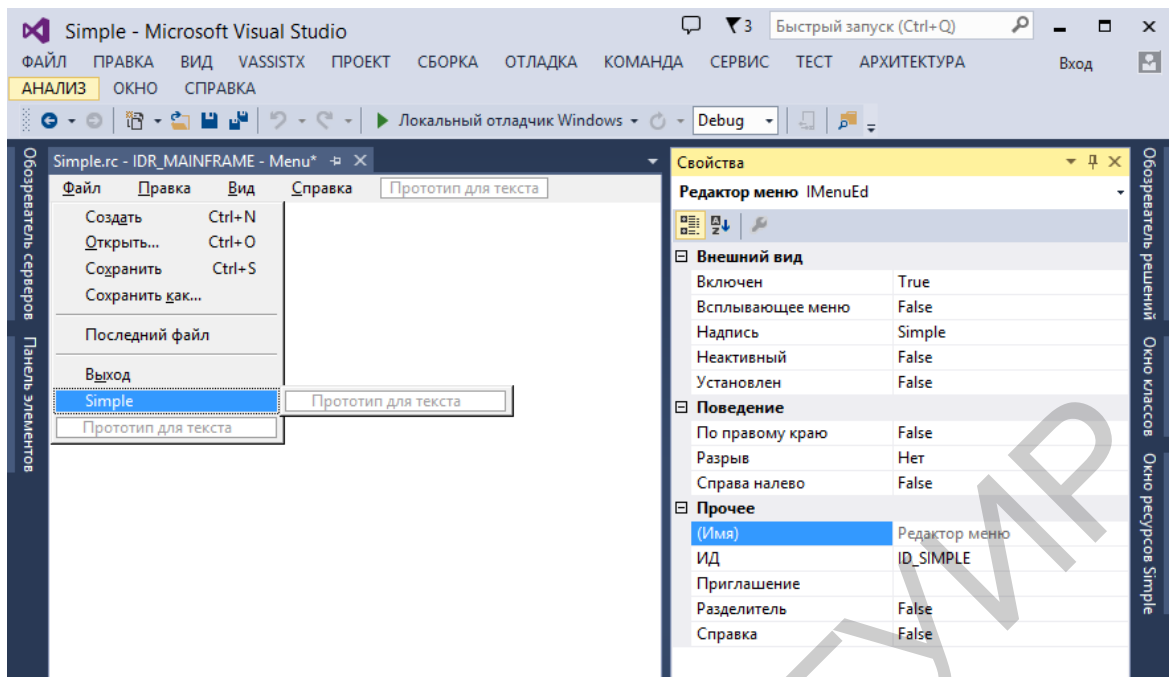 Simple - Microsoft Visual Studio
3
Быстрый запуск (Ctrl+Q)
ФАЙЛ ПРАВКА ВИД VASSISTX ПРОЕКТ СБОРКА ОТЛАДКА КОМАНДА СЕРВИС ТЕСТ АРХИТЕКТУРА Вход
АНАЛИЗ ОКНО СПРАВКА
Локальный отладчик Windows Debug
Обозреватель серверов
Панель элементов
Simple.rc - IDR_MAINFRAME - Menu*
Файл Правка Вид Справка Прототип для текста
Создать Ctrl+N
Открыть... Ctrl+O
Сохранить Ctrl+S
Сохранить как...
Последний файл
Выход
Simple Прототип для текста
Прототип для текста
Свойства
Редактор меню IMenuEd
Внешний вид
Включен True
Всплывающее меню False
Надпись Simple
Неактивный False
Установлен False
Поведение
По правому краю False
Разрыв Нет
Справа налево False
Прочее
(Имя) Редактор меню
ИД ID_SIMPLE
Приглашение
Разделитель False
Справка False
Обозреватель решений
Окно классов
Окно ресурсов Simple
ГУИР